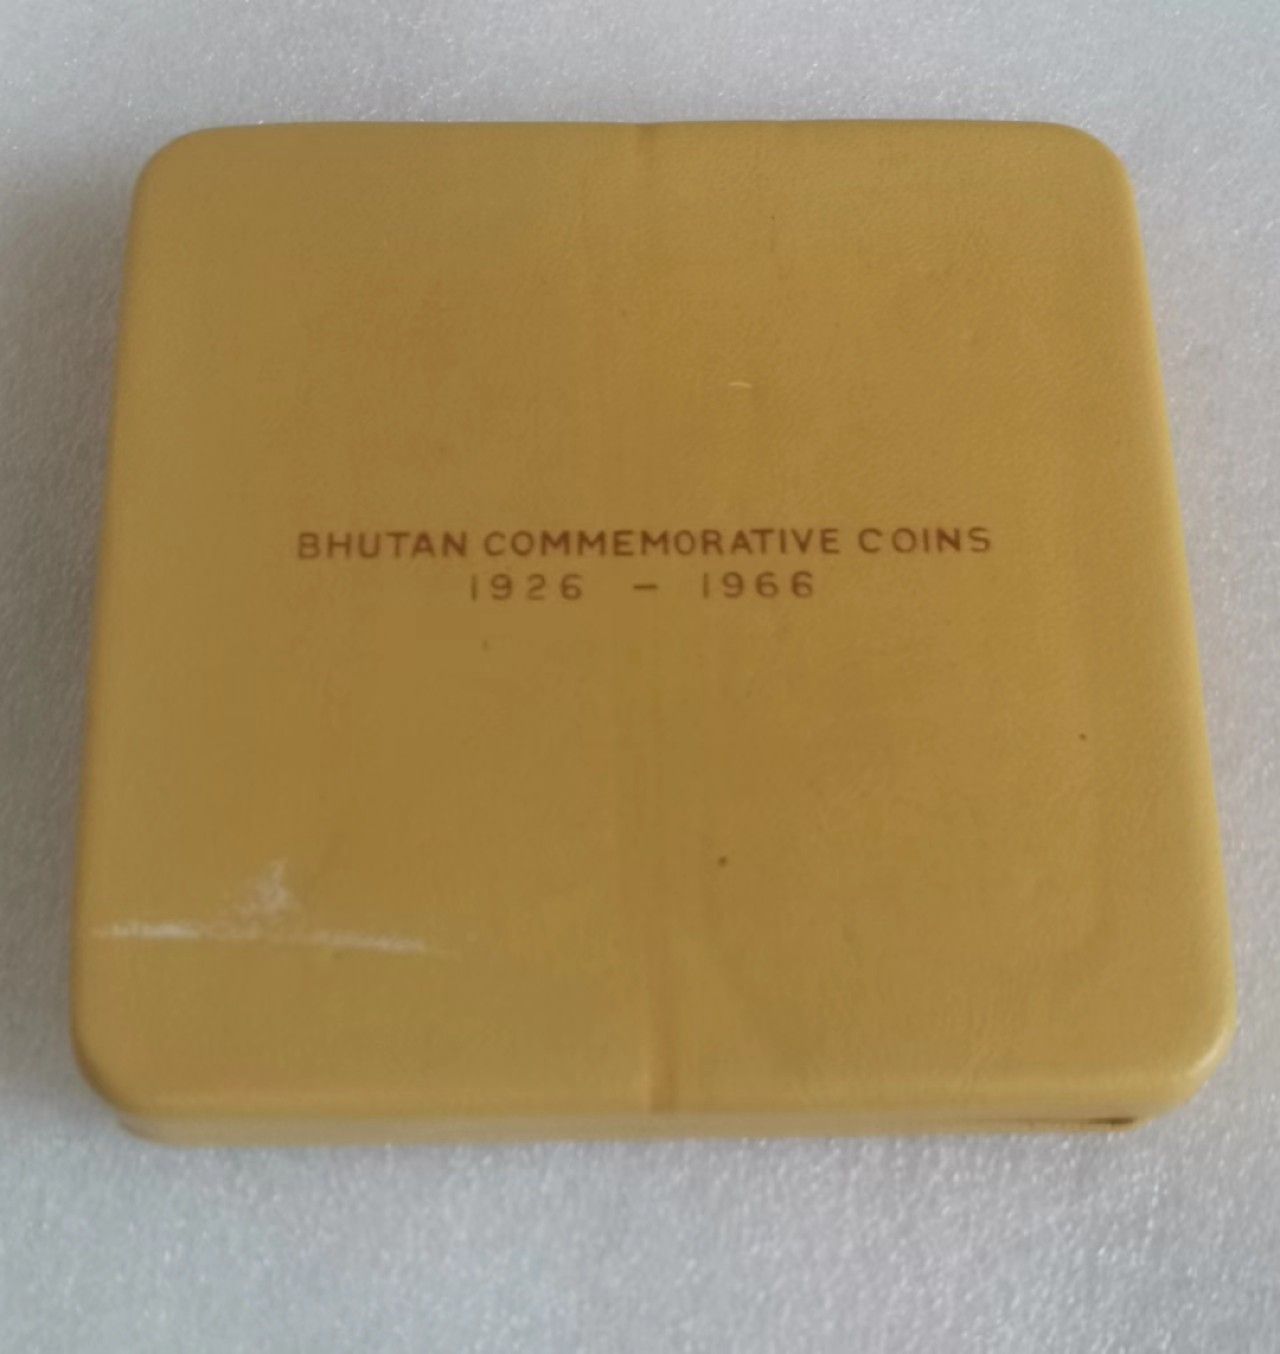 BHUTAN COMMEMORATIVE COINS
1926 - 1966